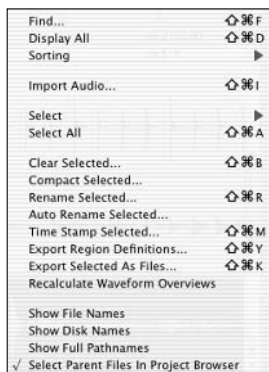 Find... ⇧⌘F
Display All ⇧⌘D
Sorting ▶
Import Audio... ⇧⌘I
Select ▶
Select All ⇧⌘A
Clear Selected... ⇧⌘B
Compact Selected...
Rename Selected... ⇧⌘R
Auto Rename Selected...
Time Stamp Selected... ⇧⌘M
Export Region Definitions... ⇧⌘Y
Export Selected As Files... ⇧⌘K
Recalculate Waveform Overviews
Show File Names
Show Disk Names
Show Full Pathnames
√ Select Parent Files In Project Browser